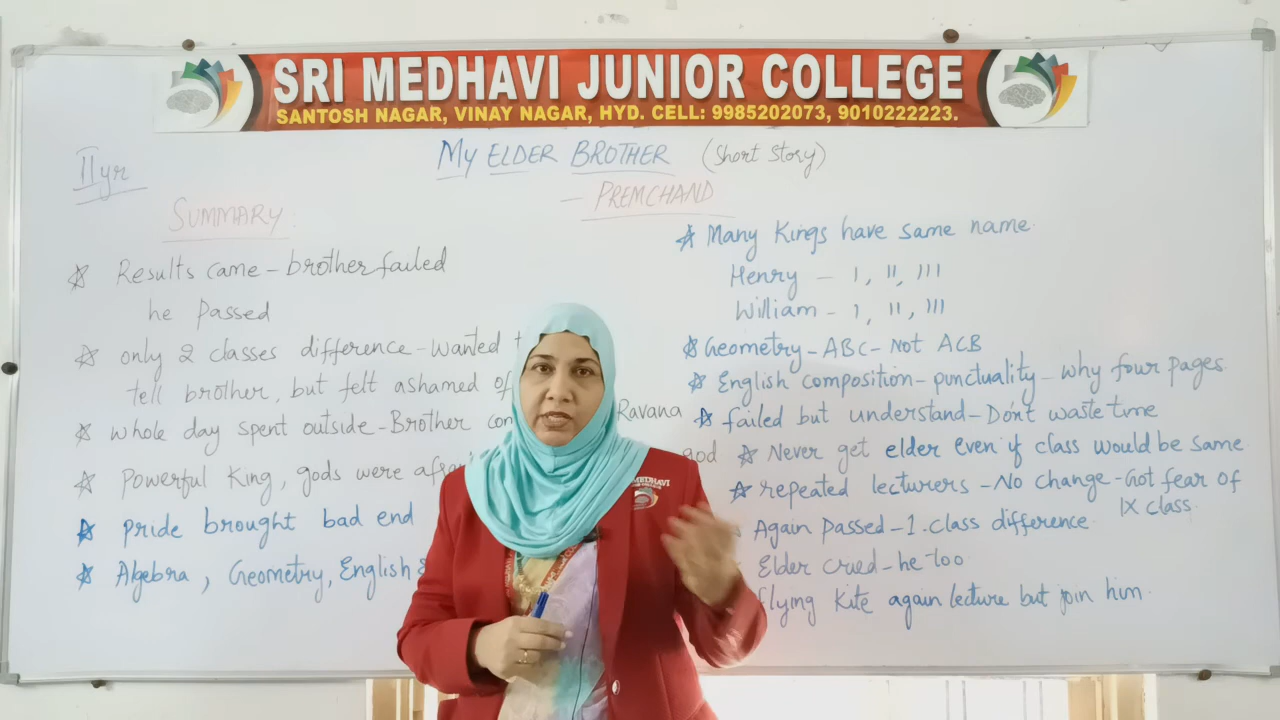 SRI MEDHAVI JUNIOR COLLEGE
SANTOSH NAGAR, VINAY NAGAR, HYD. CELL: 9985202073, 9010222223.
II yr
MY ELDER BROTHER (Short Story)
- PREMCHAND
SUMMARY
Results came - brother failed
he Passed
only 2 classes difference - wanted
tell brother, but felt ashamed of
whole day spent outside - Brother Ravana
Powerful King, gods were god
Pride brought bad end
Algebra, Geometry, English
Many Kings have same name
Henry - I, II, III
William - I, II, III
Geometry - ABC - Not ACB
English composition - punctuality - why four pages
failed but understand - Don't waste time
Never get elder even if class would be same
repeated lecturers - No change - Got fear of
IX class
Again Passed - 1. class difference
Elder cried - he too
flying Kite again lecture but join him
MEDHAVI